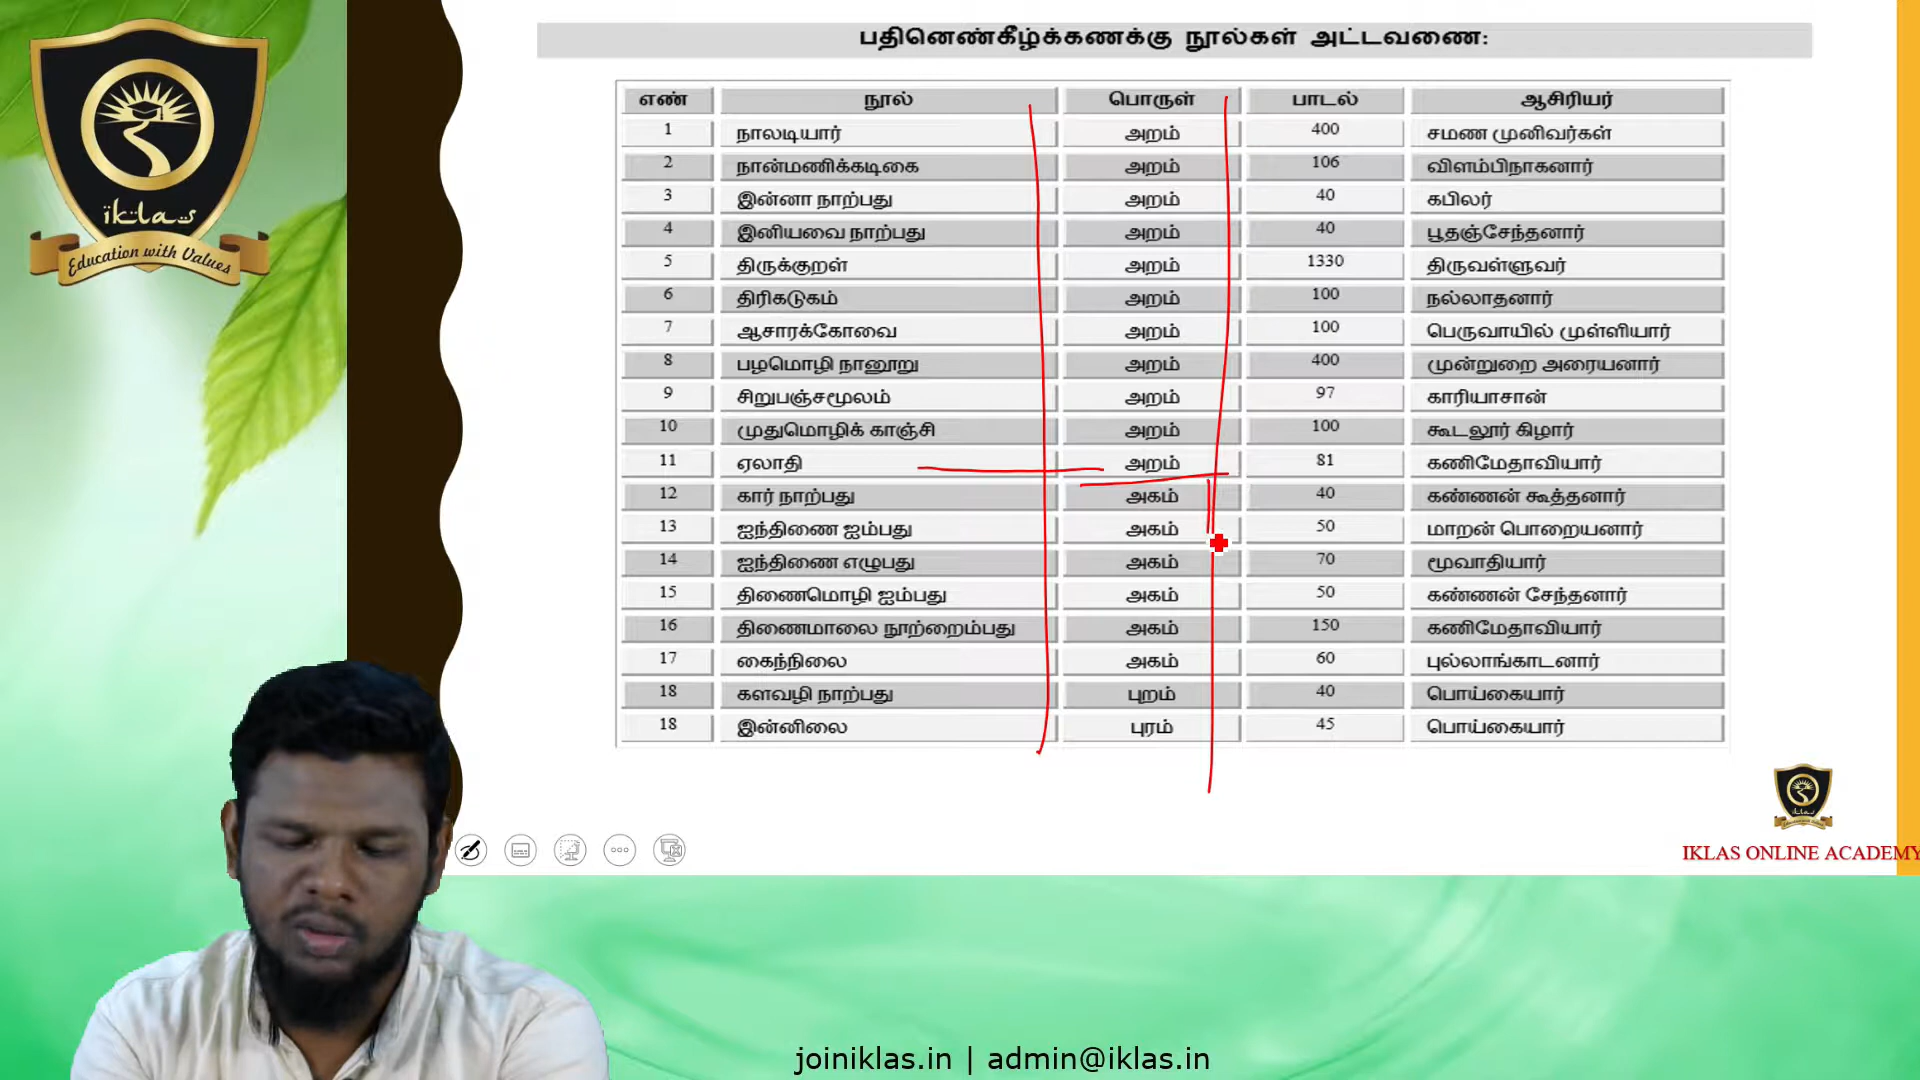 iklas
Education with Values
பதினெண்கீழ்க்கணக்கு நூல்கள் அட்டவணை:
எண் நூல் பொருள் பாடல் ஆசிரியர்
1 நாலடியார் அறம் 400 சமண முனிவர்கள்
2 நான்மணிக்கடிகை அறம் 106 விளம்பிநாகனார்
3 இன்னா நாற்பது அறம் 40 கபிலர்
4 இனியவை நாற்பது அறம் 40 பூதஞ்சேந்தனார்
5 திருக்குறள் அறம் 1330 திருவள்ளுவர்
6 திரிகடுகம் அறம் 100 நல்லாதனார்
7 ஆசாரக்கோவை அறம் 100 பெருவாயில் முள்ளியார்
8 பழமொழி நானூறு அறம் 400 முன்றுறை அரையனார்
9 சிறுபஞ்சமூலம் அறம் 97 காரியாசான்
10 முதுமொழிக் காஞ்சி அறம் 100 கூடலூர் கிழார்
11 ஏலாதி அறம் 81 கணிமேதாவியார்
12 கார் நாற்பது அகம் 40 கண்ணன் கூத்தனார்
13 ஐந்திணை ஐம்பது அகம் 50 மாறன் பொறையனார்
14 ஐந்திணை எழுபது அகம் 70 மூவாதியார்
15 திணைமொழி ஐம்பது அகம் 50 கண்ணன் சேந்தனார்
16 திணைமாலை நூற்றைம்பது அகம் 150 கணிமேதாவியார்
17 கைந்நிலை அகம் 60 புல்லாங்காடனார்
18 களவழி நாற்பது புறம் 40 பொய்கையார்
18 இன்னிலை புரம் 45 பொய்கையார்
IKLAS ONLINE ACADEMY
joiniklas.in | admin@iklas.in